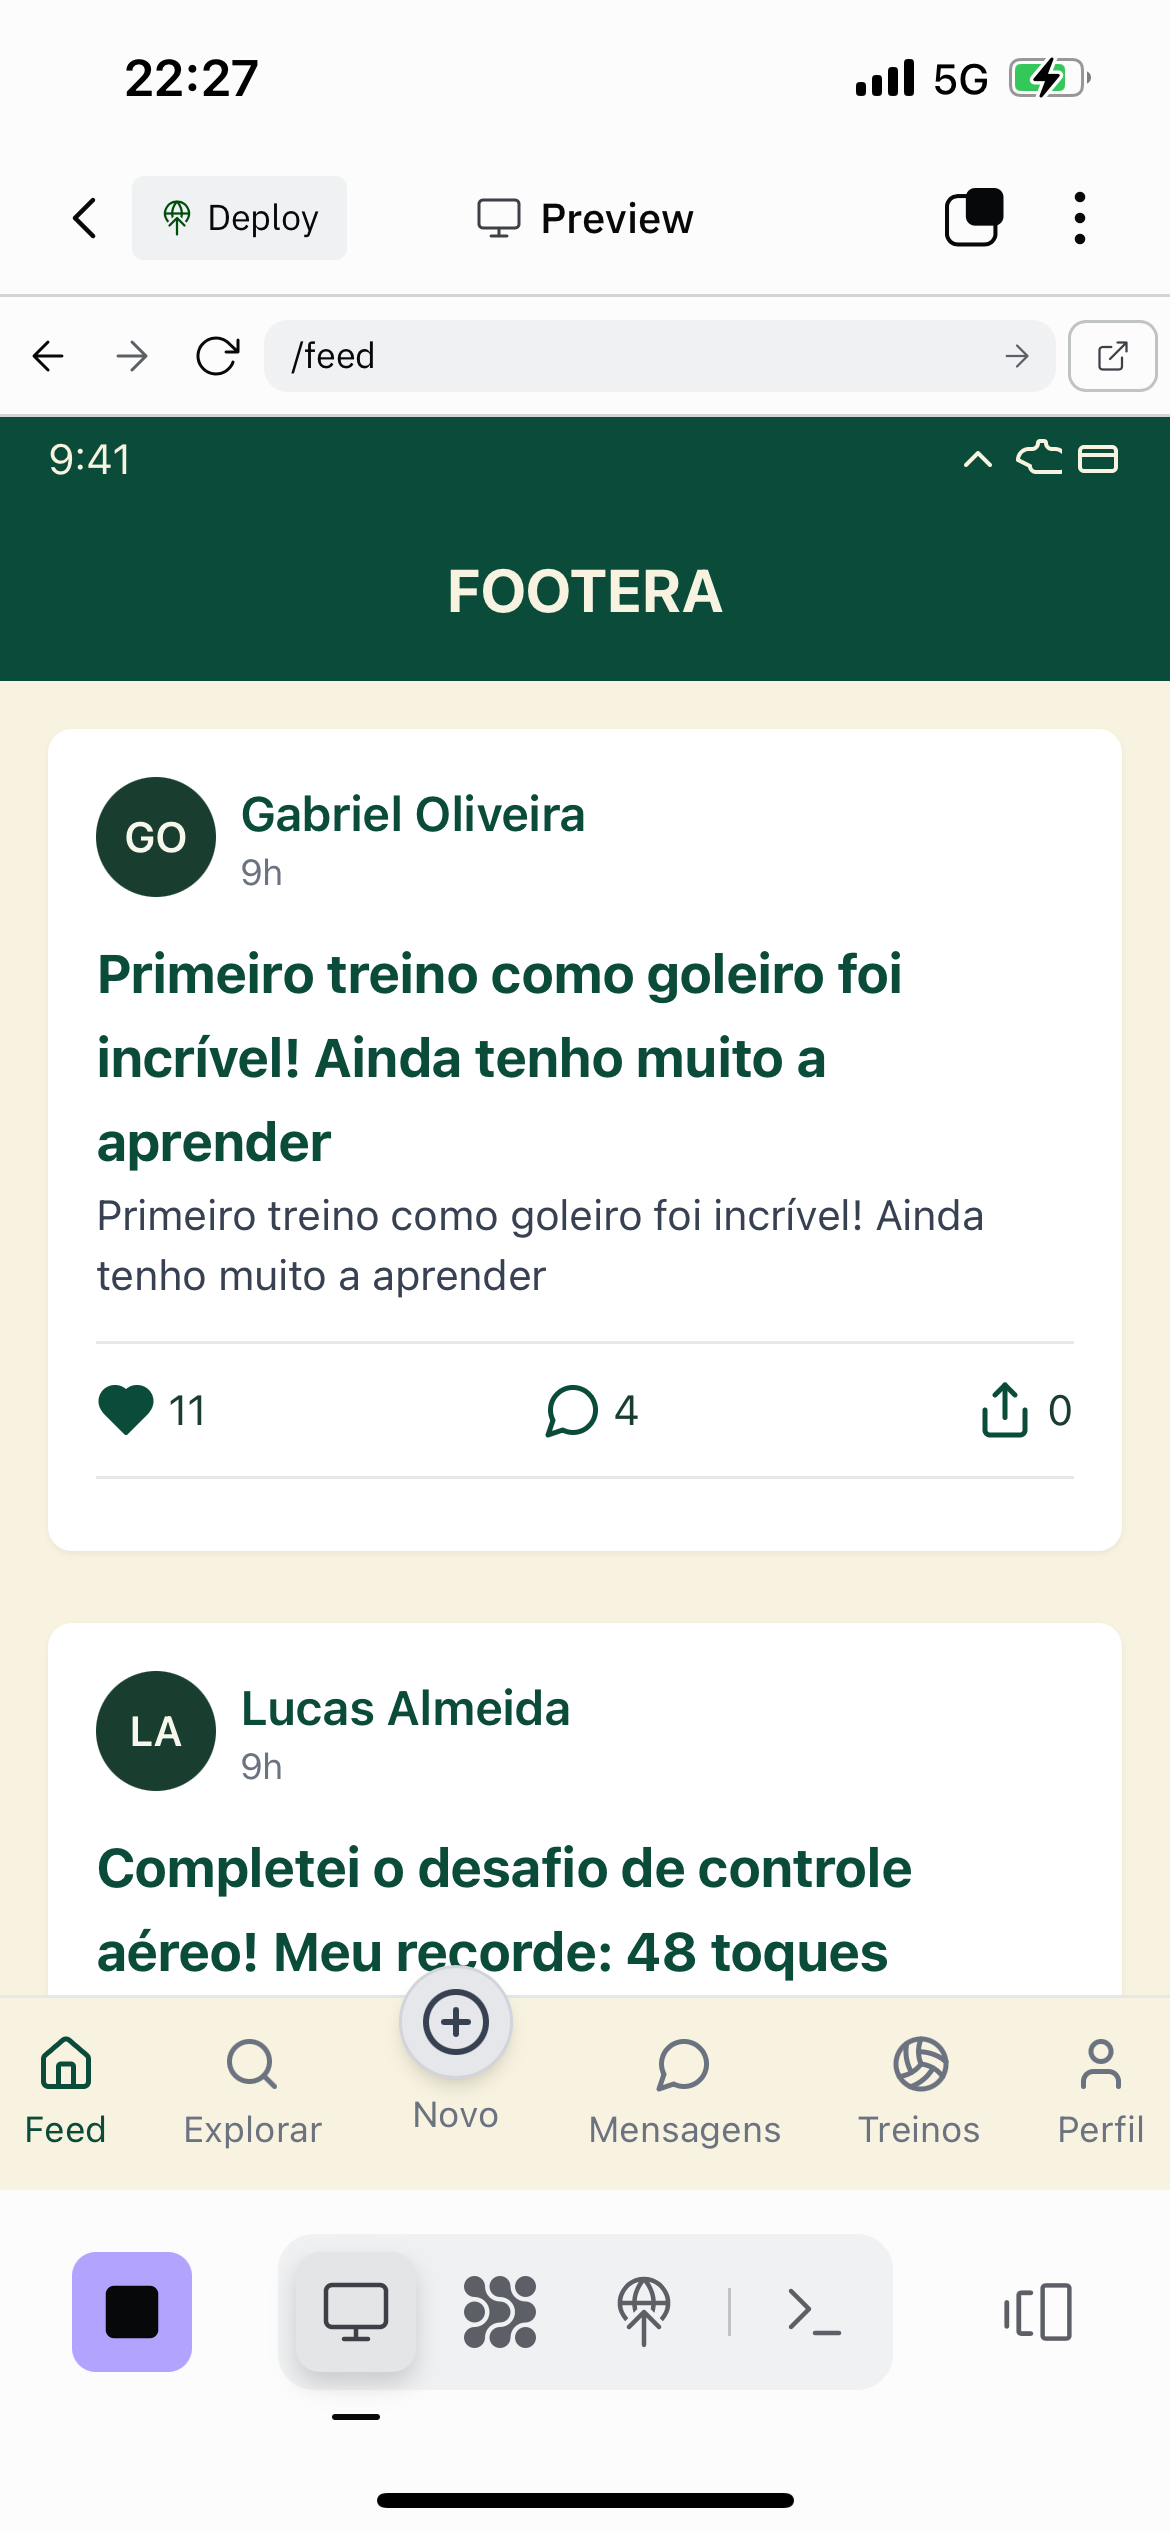 22:27
5G
Deploy
Preview
/feed
9:41
FOOTERA
GO
Gabriel Oliveira
9h
Primeiro treino como goleiro foi
incrível! Ainda tenho muito a
aprender
Primeiro treino como goleiro foi incrível! Ainda
tenho muito a aprender
11
4
0
LA
Lucas Almeida
9h
Completei o desafio de controle
aéreo! Meu recorde: 48 toques
Feed
Explorar
Novo
Mensagens
Treinos
Perfil